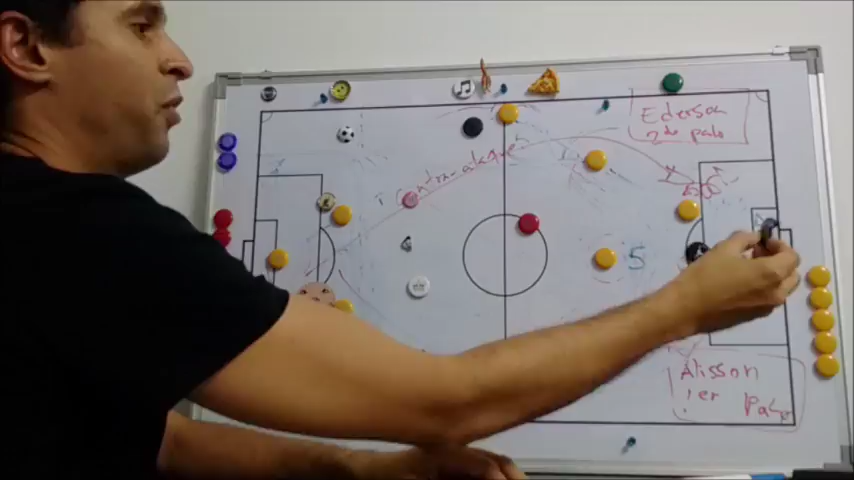 Ederson
2do palo
Contra-ataque
5
Alisson
1er Palo